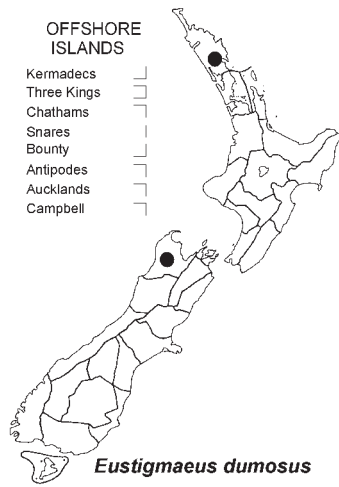 OFFSHORE
ISLANDS
Kermadecs
Three Kings
Chathams
Snares
Bounty
Antipodes
Aucklands
Campbell
Eustigmaeus dumosus